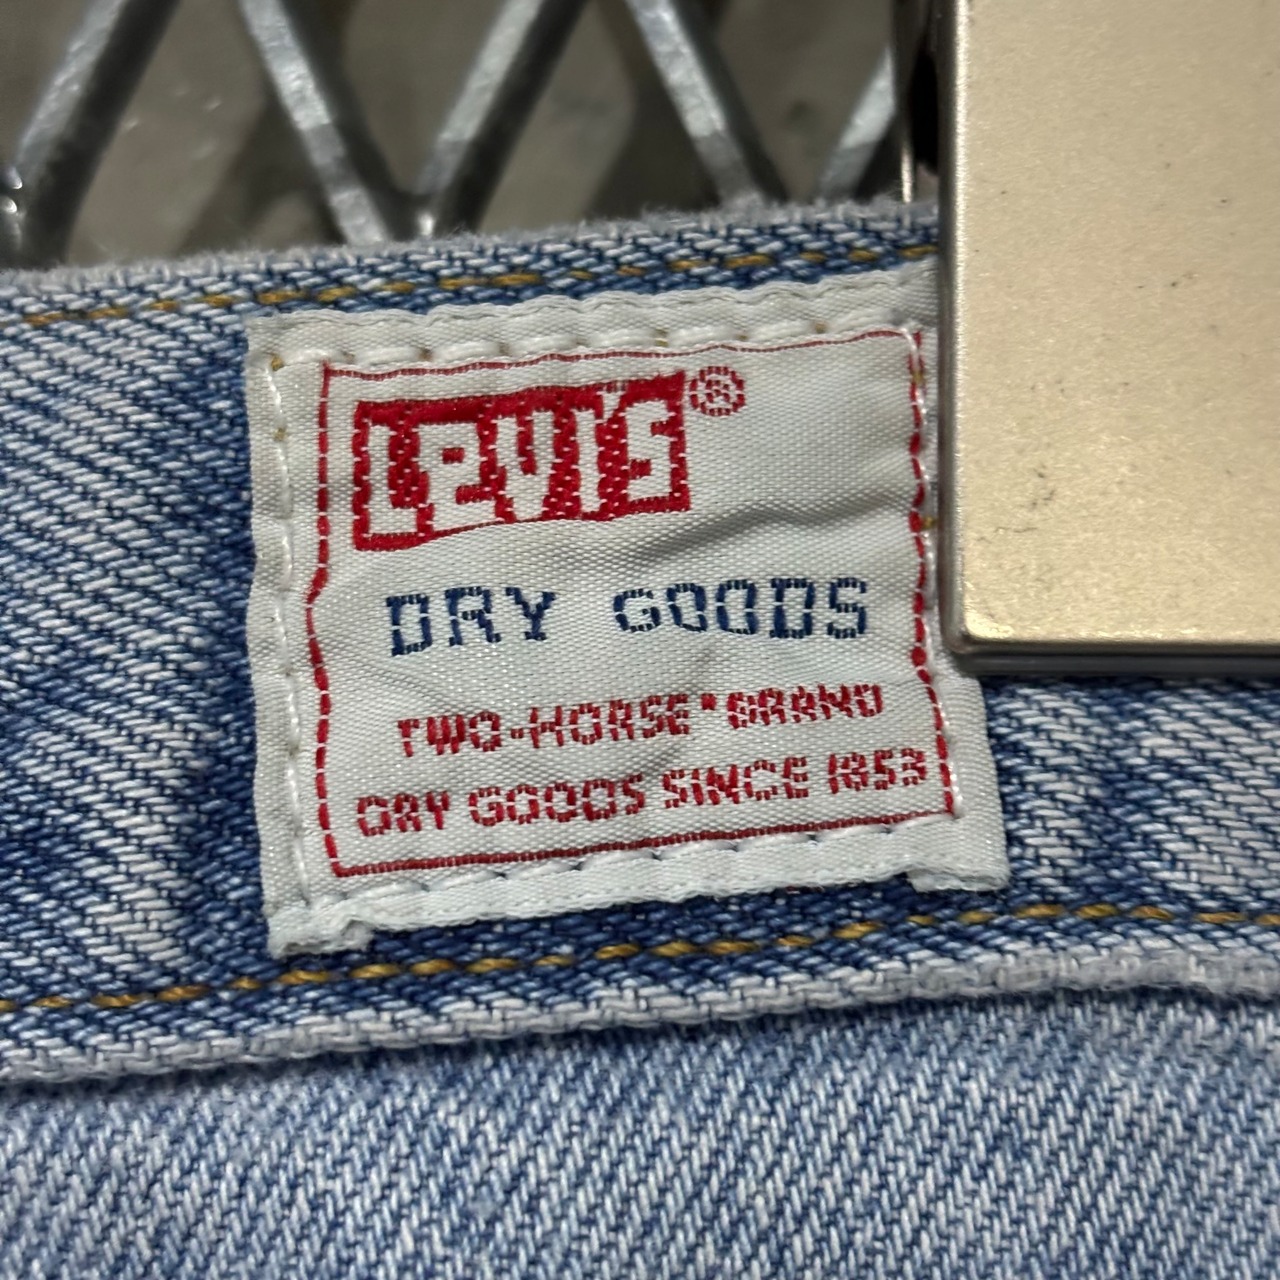 LEVI'S®
DRY GOODS
TWO-HORSE® BRAND
DRY GOODS SINCE 1853